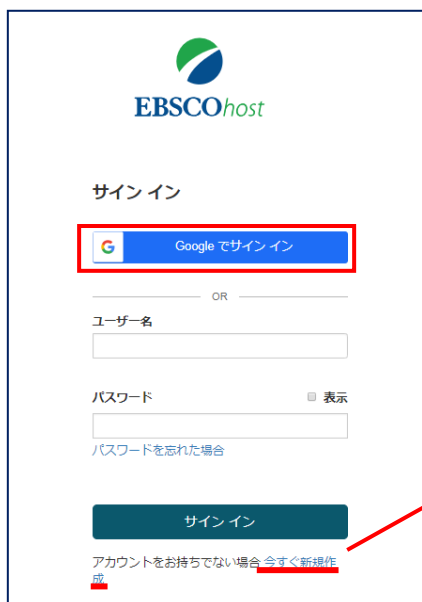 EBSCOhost
サイン イン
G Google でサイン イン
OR
ユーザー名
パスワード 表示
パスワードを忘れた場合
サイン イン
アカウントをお持ちでない場合 今すぐ新規作
成